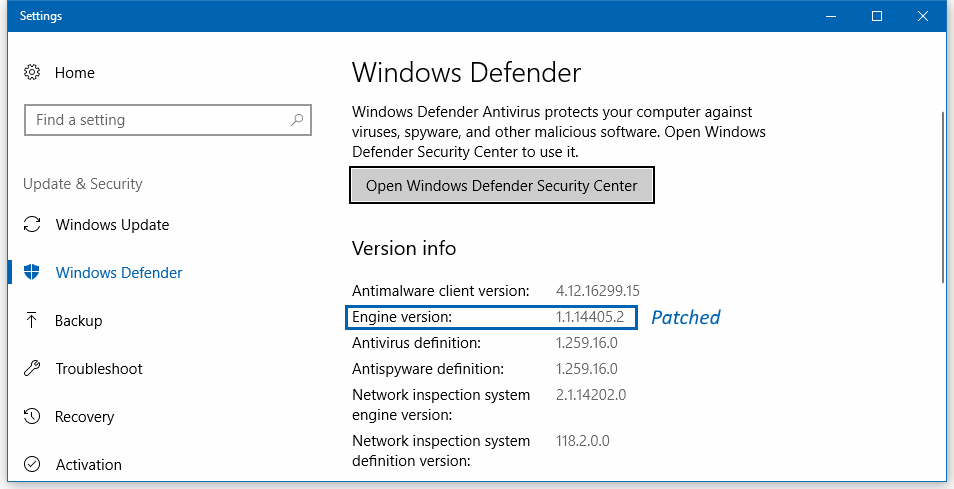 Settings
Home
Find a setting
Update & Security
Windows Update
Windows Defender
Backup
Troubleshoot
Recovery
Activation
Windows Defender
Windows Defender Antivirus protects your computer against
viruses, spyware, and other malicious software. Open Windows
Defender Security Center to use it.
Open Windows Defender Security Center
Version info
Antimalware client version: 4.12.16299.15
Engine version: 1.1.14405.2 Patched
Antivirus definition: 1.259.16.0
Antispyware definition: 1.259.16.0
Network inspection system 2.1.14202.0
engine version:
Network inspection system 118.2.0.0
definition version: